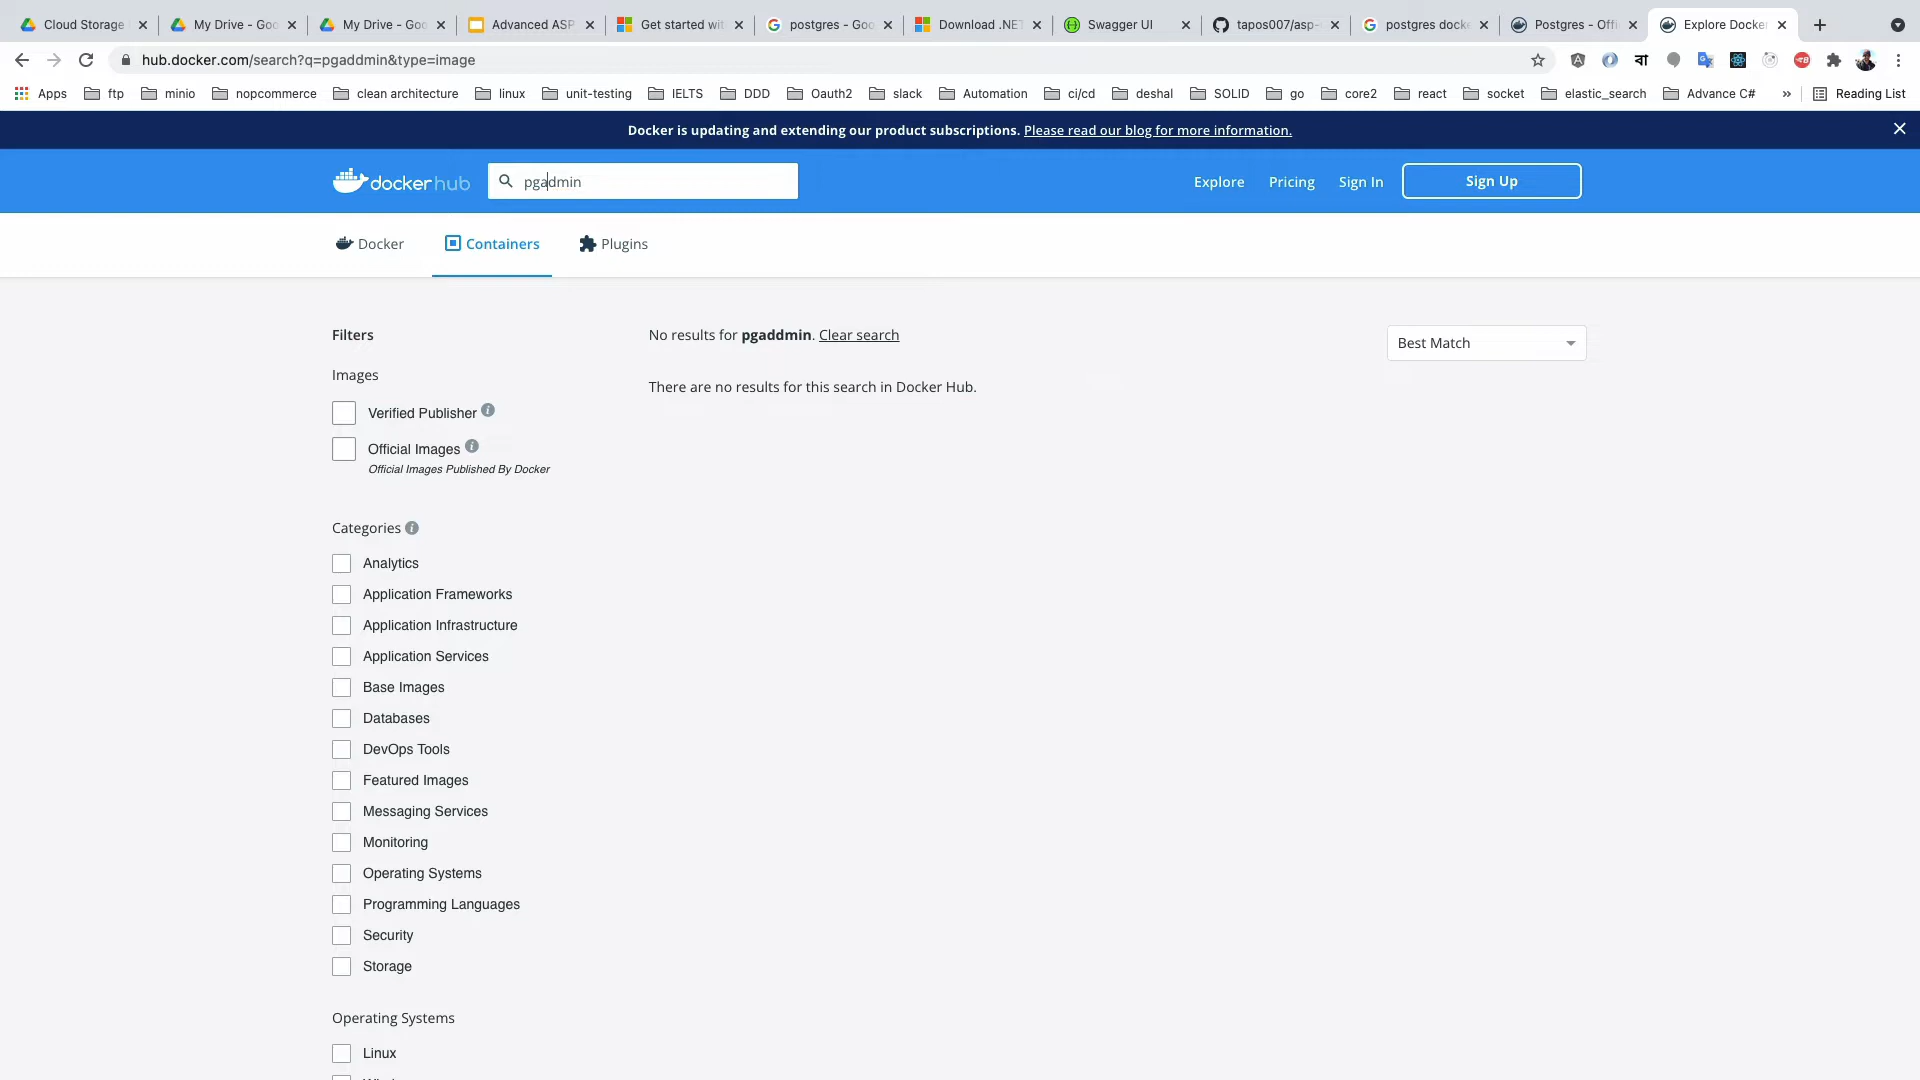 Cloud Storage
My Drive - Goo
My Drive - Goo
Advanced ASP
Get started wit
postgres - Goo
Download .NET
Swagger UI
tapos007/asp-
postgres docke
Postgres - Offi
Explore Docker
hub.docker.com/search?q=pgaddmin&type=image
Apps
ftp
minio
nopcommerce
clean architecture
linux
unit-testing
IELTS
DDD
Oauth2
slack
Automation
ci/cd
deshal
SOLID
go
core2
react
socket
elastic_search
Advance C#
»
Reading List
Docker is updating and extending our product subscriptions. Please read our blog for more information.
docker hub
pgadmin
Explore
Pricing
Sign In
Sign Up
Docker
Containers
Plugins
Filters
No results for pgaddmin. Clear search
Best Match
Images
There are no results for this search in Docker Hub.
Verified Publisher
Official Images
Official Images Published By Docker
Categories
Analytics
Application Frameworks
Application Infrastructure
Application Services
Base Images
Databases
DevOps Tools
Featured Images
Messaging Services
Monitoring
Operating Systems
Programming Languages
Security
Storage
Operating Systems
Linux